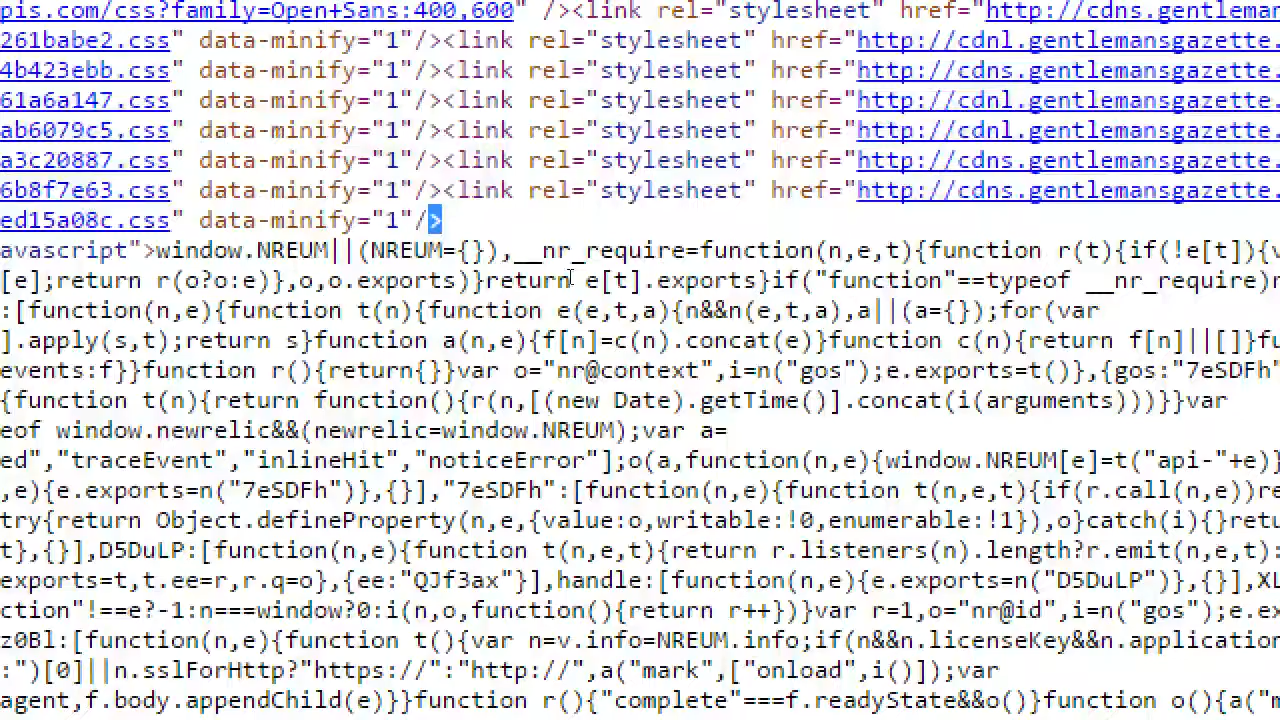 pis.com/css?family=Open+Sans:400,600" /><link rel="stylesheet" href="http://cdns.gentleman
261babe2.css" data-minify="1"/><link rel="stylesheet" href="http://cdnl.gentlemansgazette.
4b423ebb.css" data-minify="1"/><link rel="stylesheet" href="http://cdns.gentlemansgazette.
61a6a147.css" data-minify="1"/><link rel="stylesheet" href="http://cdns.gentlemansgazette.
ab6079c5.css" data-minify="1"/><link rel="stylesheet" href="http://cdnl.gentlemansgazette.
a3c20887.css" data-minify="1"/><link rel="stylesheet" href="http://cdns.gentlemansgazette.
6b8f7e63.css" data-minify="1"/><link rel="stylesheet" href="http://cdns.gentlemansgazette.
ed15a08c.css" data-minify="1"/>
avascript">window.NREUM||(NREUM={}),__nr_require=function(n,e,t){function r(t){if(!e[t]){v
[e];return r(o?o:e)},o,o.exports)}return e[t].exports}if("function"==typeof __nr_require)r
:[function(n,e){function t(n){function e(e,t,a){n&&n(e,t,a),a||(a={});for(var
].apply(s,t);return s}function a(n,e){f[n]=c(n).concat(e)}function c(n){return f[n]||[]}fu
events:f}}function r(){return{}}var o="nr@context",i=n("gos");e.exports=t()},{gos:"7eSDFh"
{function t(n){return function(){r(n,[(new Date).getTime()].concat(i(arguments)))}}var
eof window.newrelic&&(newrelic=window.NREUM);var a=
ed","traceEvent","inlineHit","noticeError"];o(a,function(n,e){window.NREUM[e]=t("api-"+e)}
,e){e.exports=n("7eSDFh")},{}],"7eSDFh":[function(n,e){function t(n,e,t){if(r.call(n,e))re
try{return Object.defineProperty(n,e,{value:o,writable:!0,enumerable:!1}),o}catch(i){}retu
t},{}],D5DuLP:[function(n,e){function t(n,e,t){return r.listeners(n).length?r.emit(n,e,t):
exports=t,t.ee=r,r.q=o},{ee:"QJf3ax"}],handle:[function(n,e){e.exports=n("D5DuLP")},{}],XL
ction"!==e?-1:n===window?0:i(n,o,function(){return r++})}var r=1,o="nr@id",i=n("gos");e.ex
z0Bl:[function(n,e){function t(){var n=v.info=NREUM.info;if(n&&n.licenseKey&&n.application
:")[0]||n.sslForHttp?"https://":"http://",a("mark",["onload",i()]);var
agent,f.body.appendChild(e)}}function r(){"complete"===f.readyState&&o()}function o(){a("m